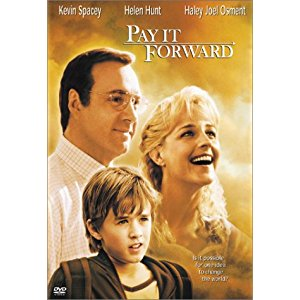 Kevin Spacey Helen Hunt Haley Joel Osment
PAY IT
FORWARD
Is it possible
for one idea
to change
the world?
DVD